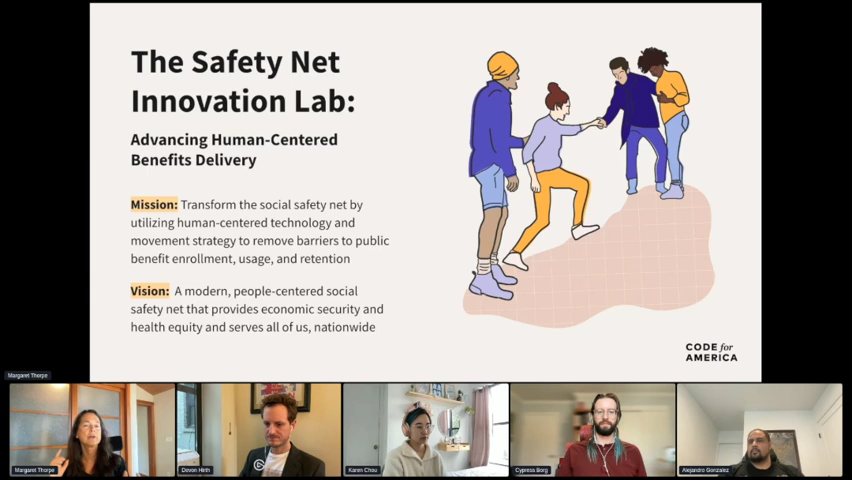 The Safety Net
Innovation Lab:
Advancing Human-Centered
Benefits Delivery
Mission: Transform the social safety net by
utilizing human-centered technology and
movement strategy to remove barriers to public
benefit enrollment, usage, and retention
Vision: A modern, people-centered social
safety net that provides economic security and
health equity and serves all of us, nationwide
CODE for
AMERICA
Margaret Thorpe
Margaret Thorpe
Devon Hirth
Karen Chou
Cypress Borg
Alejandro Gonzalez